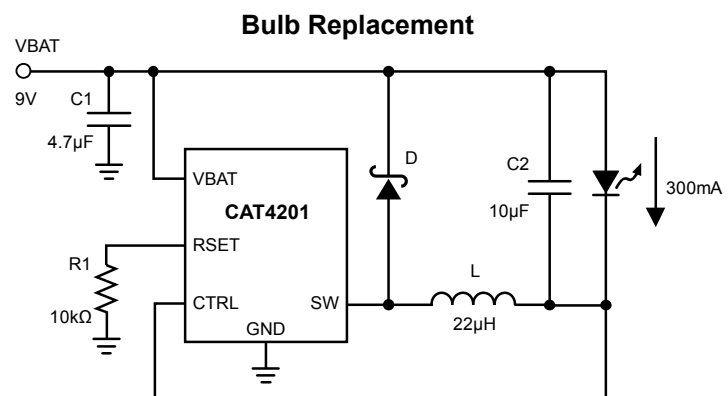 Bulb Replacement
VBAT
9V
C1
4.7µF
VBAT
CAT4201
RSET
R1
10kΩ
CTRL
SW
GND
D
L
22µH
C2
10µF
300mA